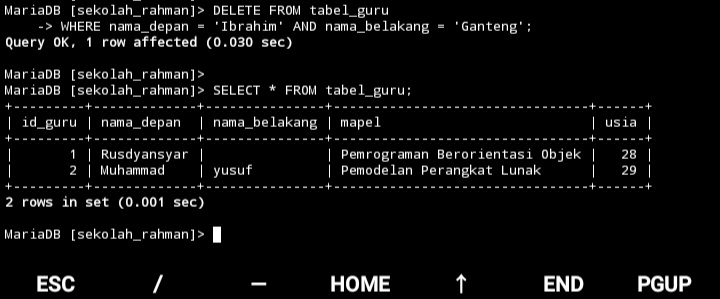 MariaDB [sekolah_rahman]> DELETE FROM tabel_guru
    -> WHERE nama_depan = 'Ibrahim' AND nama_belakang = 'Ganteng';
Query OK, 1 row affected (0.030 sec)

MariaDB [sekolah_rahman]>
MariaDB [sekolah_rahman]> SELECT * FROM tabel_guru;
+---------+------------+---------------+-------------------------------+------+
| id_guru | nama_depan | nama_belakang | mapel                         | usia |
+---------+------------+---------------+-------------------------------+------+
|       1 | Rusdyansyar |               | Pemrograman Berorientasi Objek |   28 |
|       2 | Muhammad   | yusuf         | Pemodelan Perangkat Lunak     |   29 |
+---------+------------+---------------+-------------------------------+------+
2 rows in set (0.001 sec)

MariaDB [sekolah_rahman]>
ESC / — HOME ↑ END PGUP